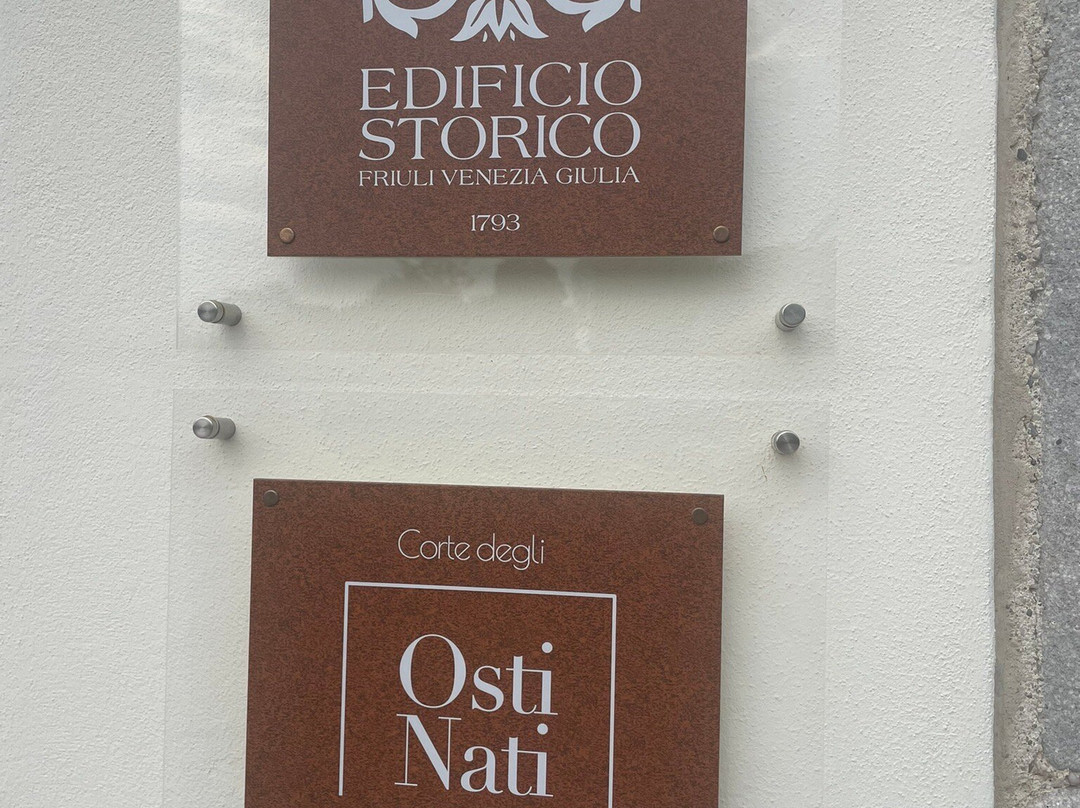 EDIFICIO
STORICO
FRIULI VENEZIA GIULIA
1793
Corte degli
Osti
Nati